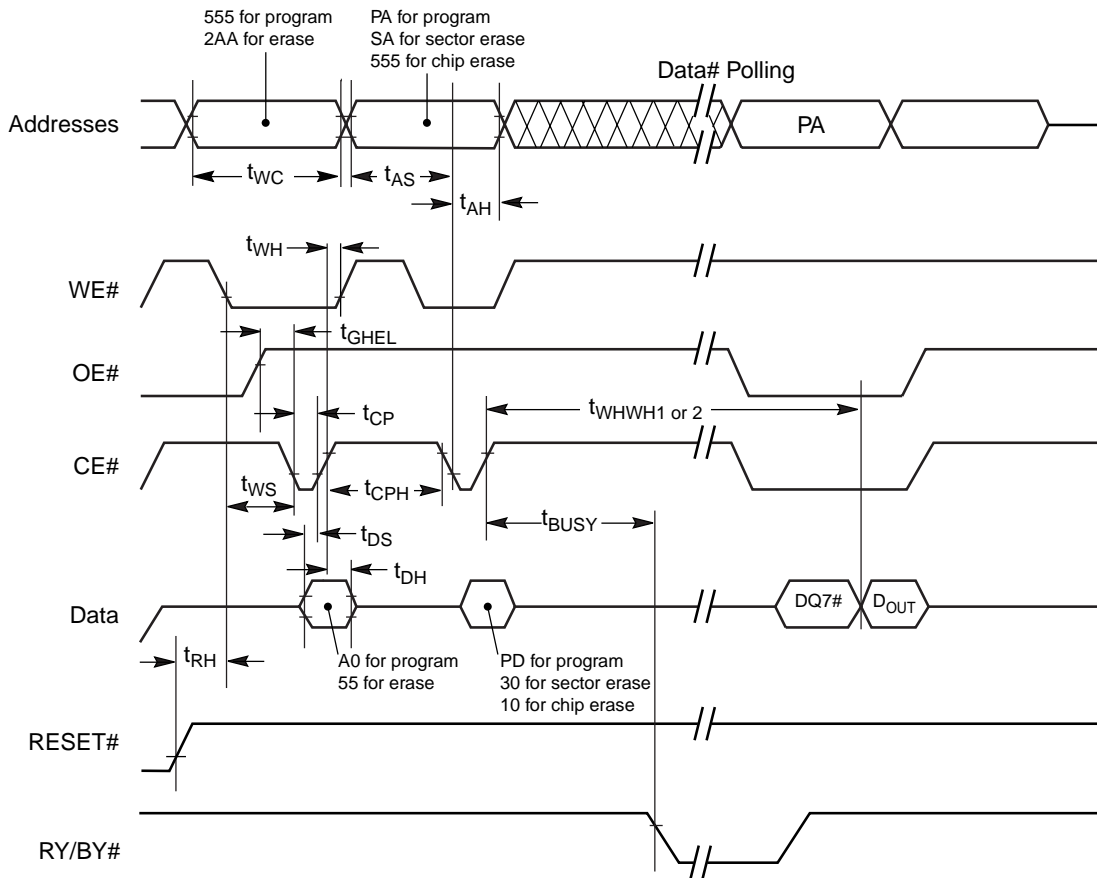 555 for program
2AA for erase
PA for program
SA for sector erase
555 for chip erase
Data# Polling
Addresses
PA
tWC
tAS
tAH
tWH
WE#
tGHEL
OE#
tCP
tWHWH1 or 2
CE#
tWS
tCPH
tBUSY
tDS
tDH
Data
DQ7#
DOUT
tRH
A0 for program
55 for erase
PD for program
30 for sector erase
10 for chip erase
RESET#
RY/BY#